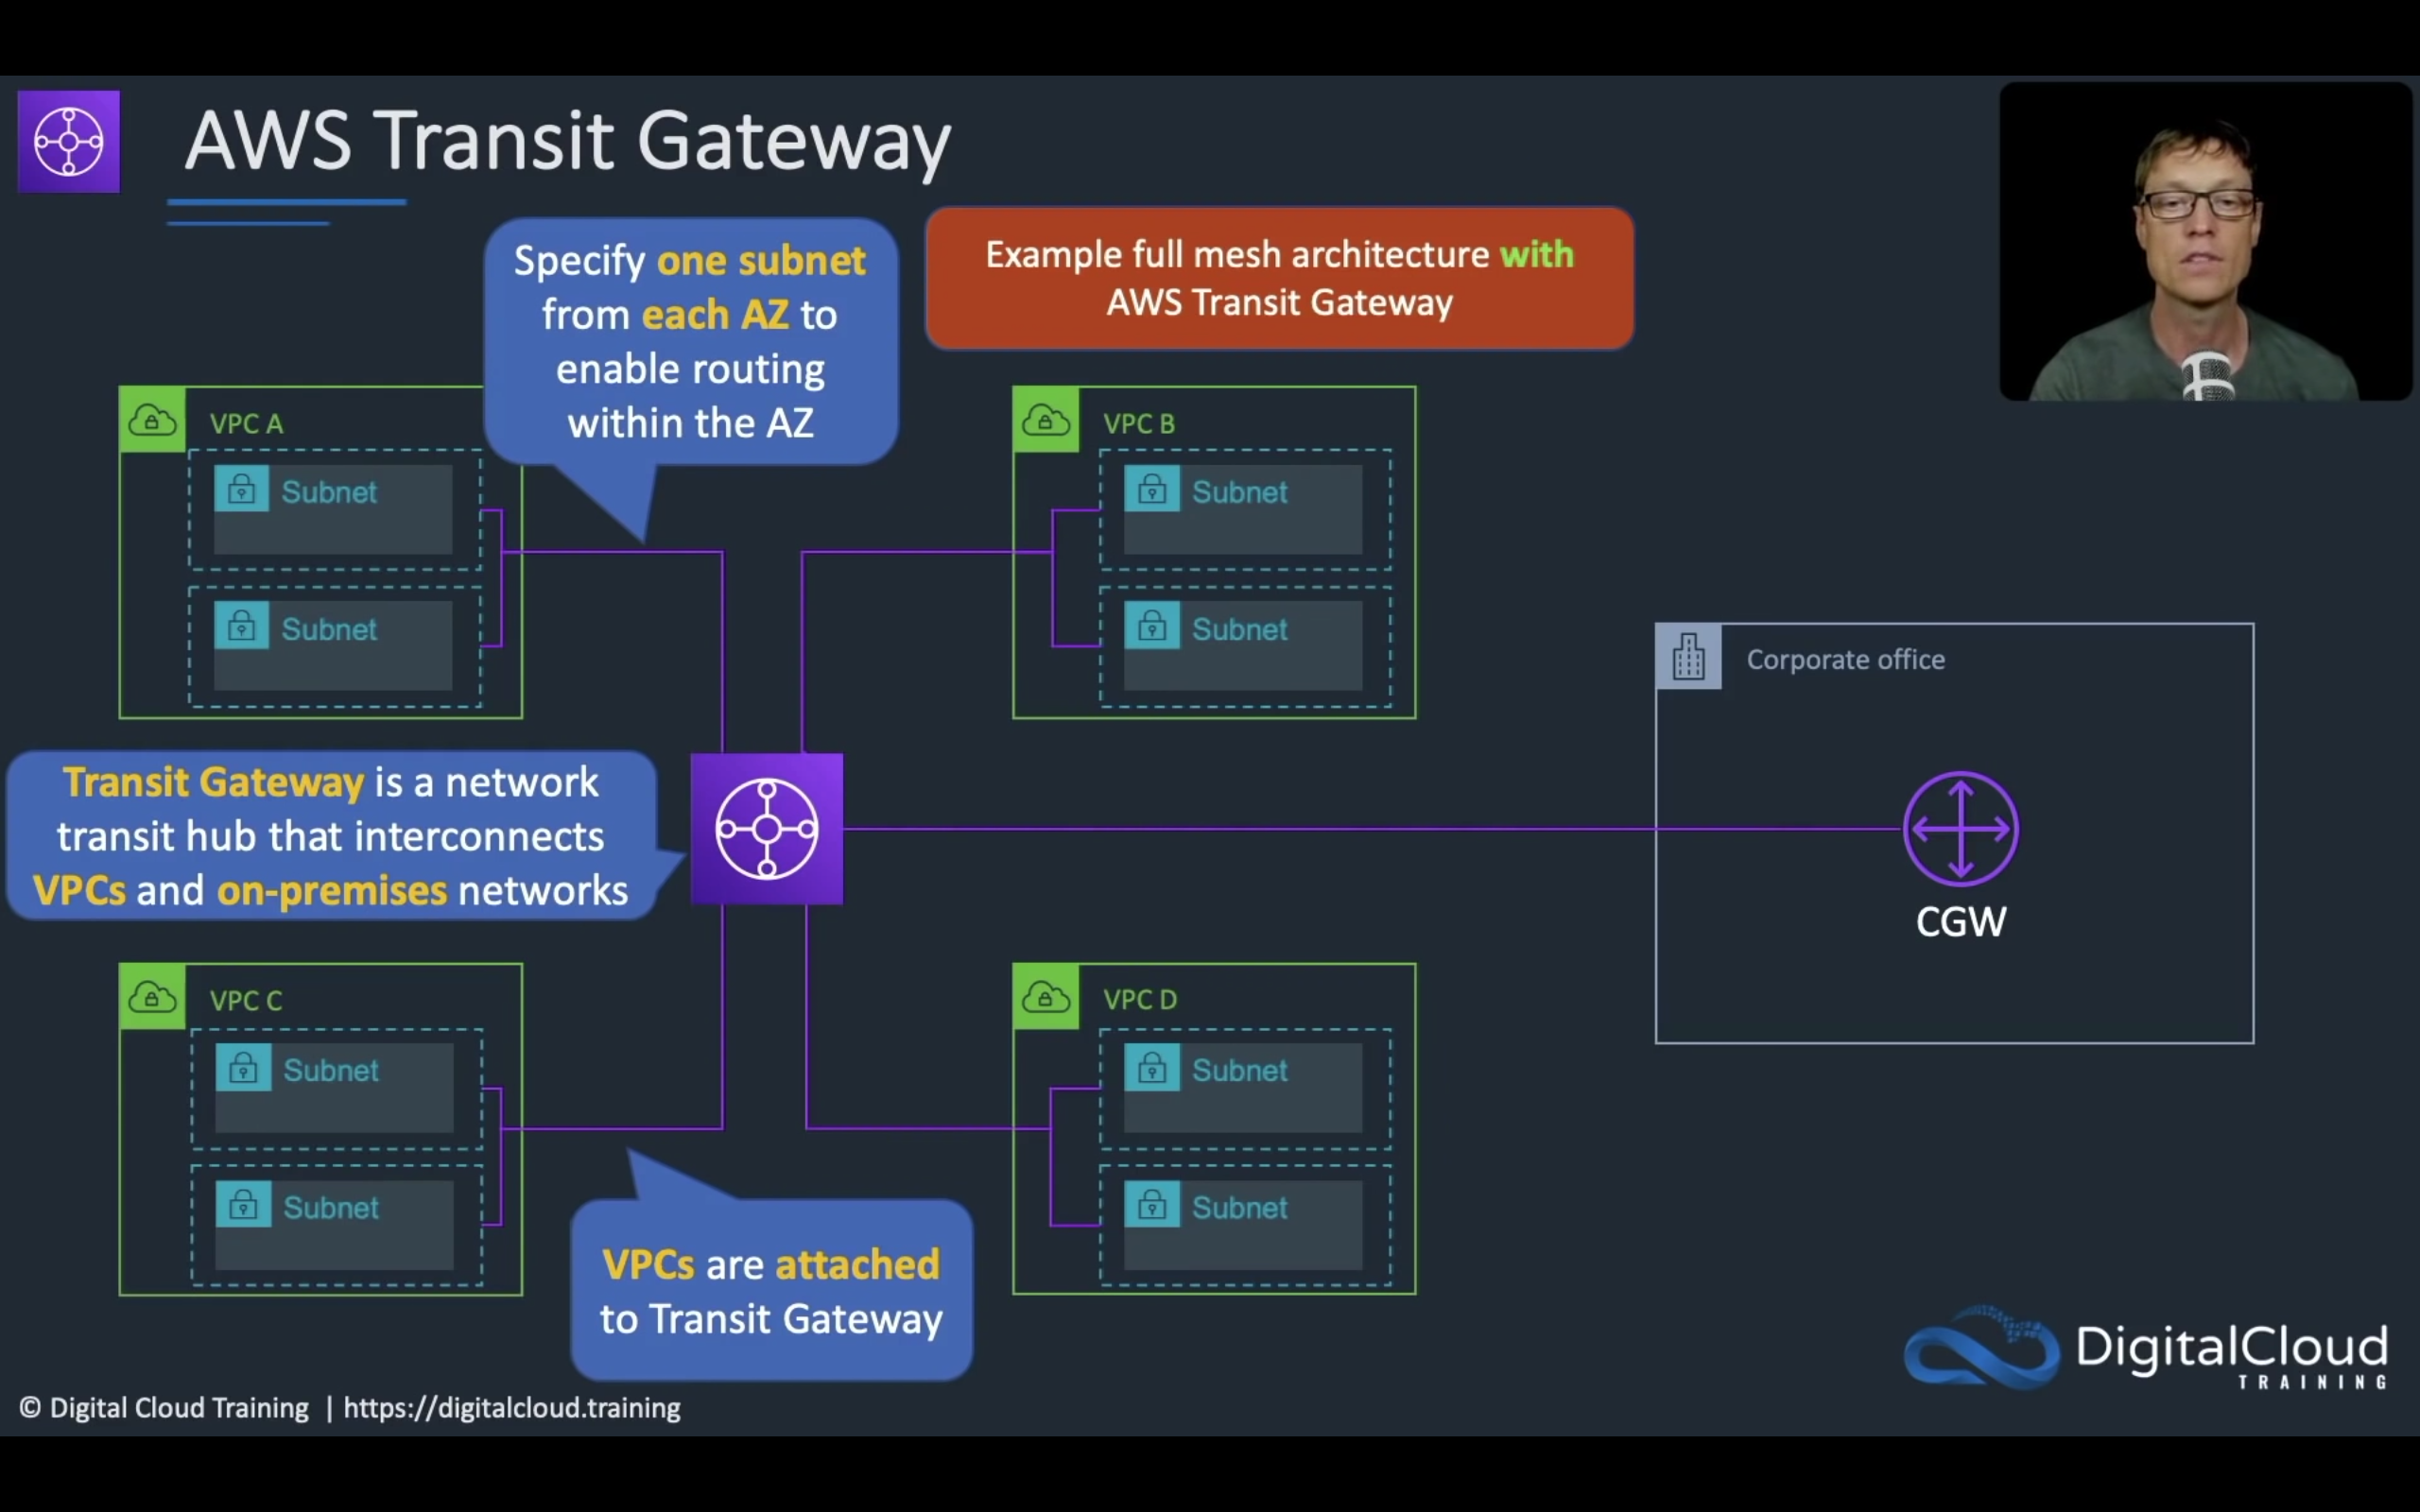 AWS Transit Gateway
Specify one subnet
from each AZ to
enable routing
within the AZ
Example full mesh architecture with
AWS Transit Gateway
VPC A
Subnet
Subnet
VPC B
Subnet
Subnet
Corporate office
CGW
Transit Gateway is a network
transit hub that interconnects
VPCs and on-premises networks
VPC C
Subnet
Subnet
VPC D
Subnet
Subnet
VPCs are attached
to Transit Gateway
DigitalCloud
TRAINING
© Digital Cloud Training | https://digitalcloud.training